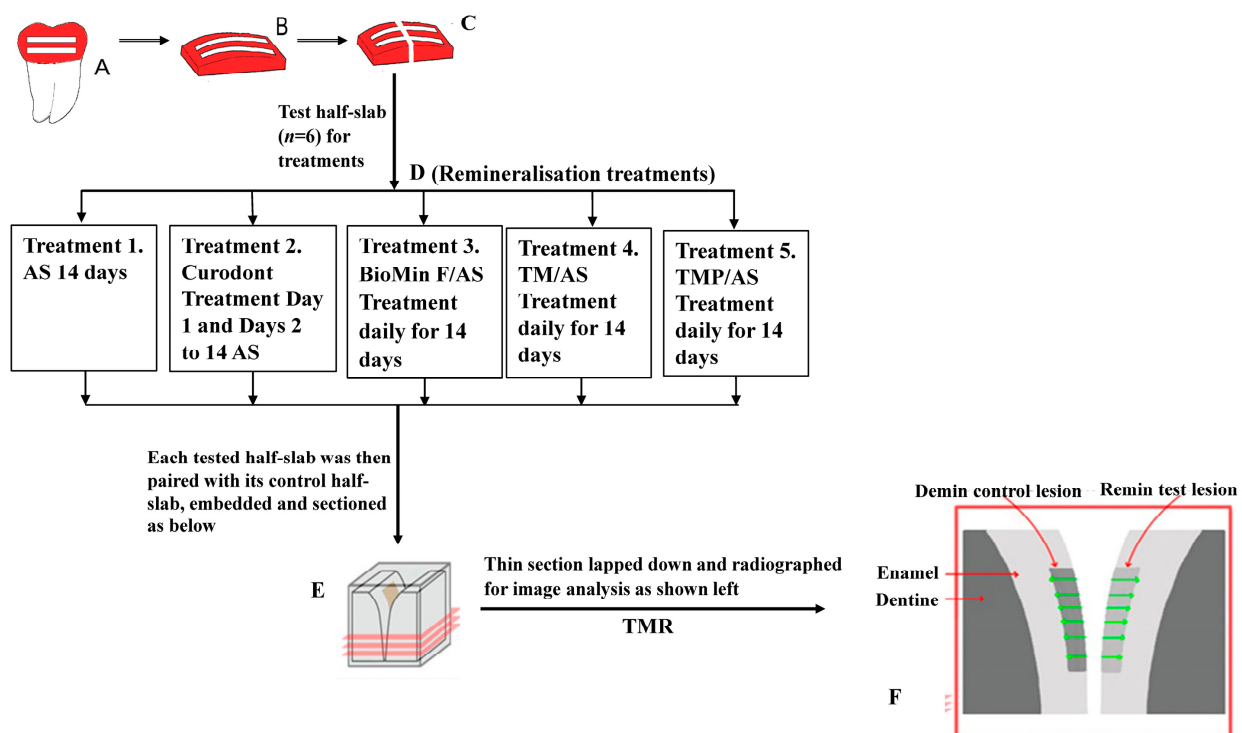 A
B
C
Test half-slab
(n=6) for
treatments
D (Remineralisation treatments)
Treatment 1.
AS 14 days
Treatment 2.
Curodont
Treatment Day
1 and Days 2
to 14 AS
Treatment 3.
BioMin F/AS
Treatment
daily for 14
days
Treatment 4.
TM/AS
Treatment
daily for 14
days
Treatment 5.
TMP/AS
Treatment
daily for 14
days
Each tested half-slab was then
paired with its control half-
slab, embedded and sectioned
as below
E
Thin section lapped down and radiographed
for image analysis as shown left
TMR
Demin control lesion
Remin test lesion
Enamel
Dentine
F